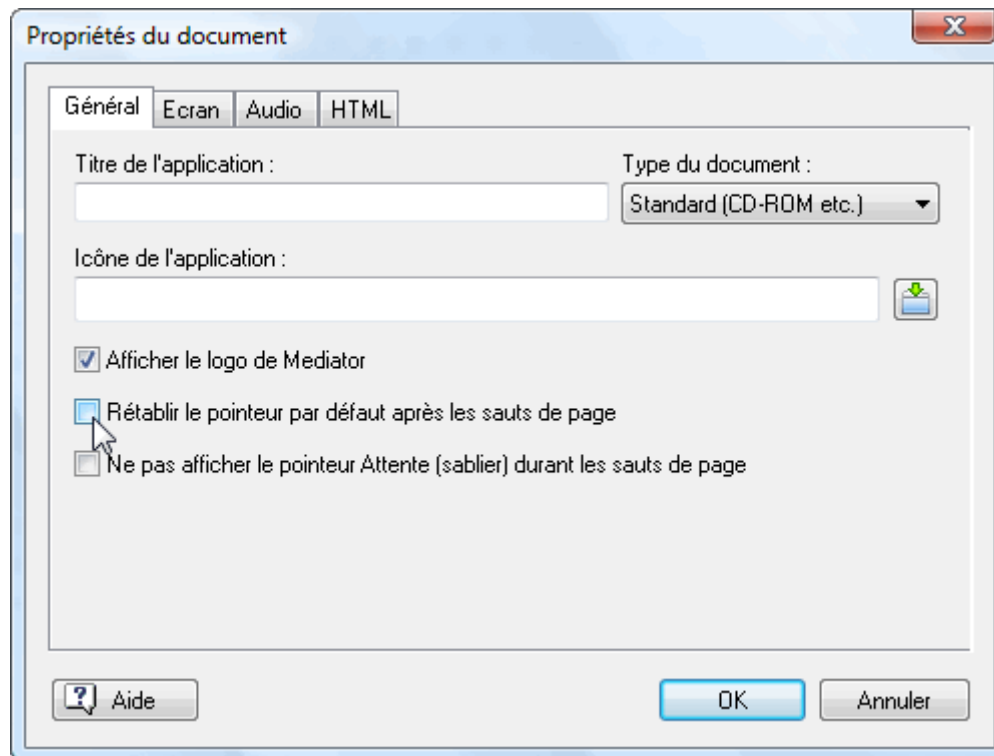 Propriétés du document
Général Ecran Audio HTML
Titre de l'application : Type du document :
Standard (CD-ROM etc.)
Icône de l'application :
Afficher le logo de Mediator
Rétablir le pointeur par défaut après les sauts de page
Ne pas afficher le pointeur Attente (sablier) durant les sauts de page
Aide OK Annuler